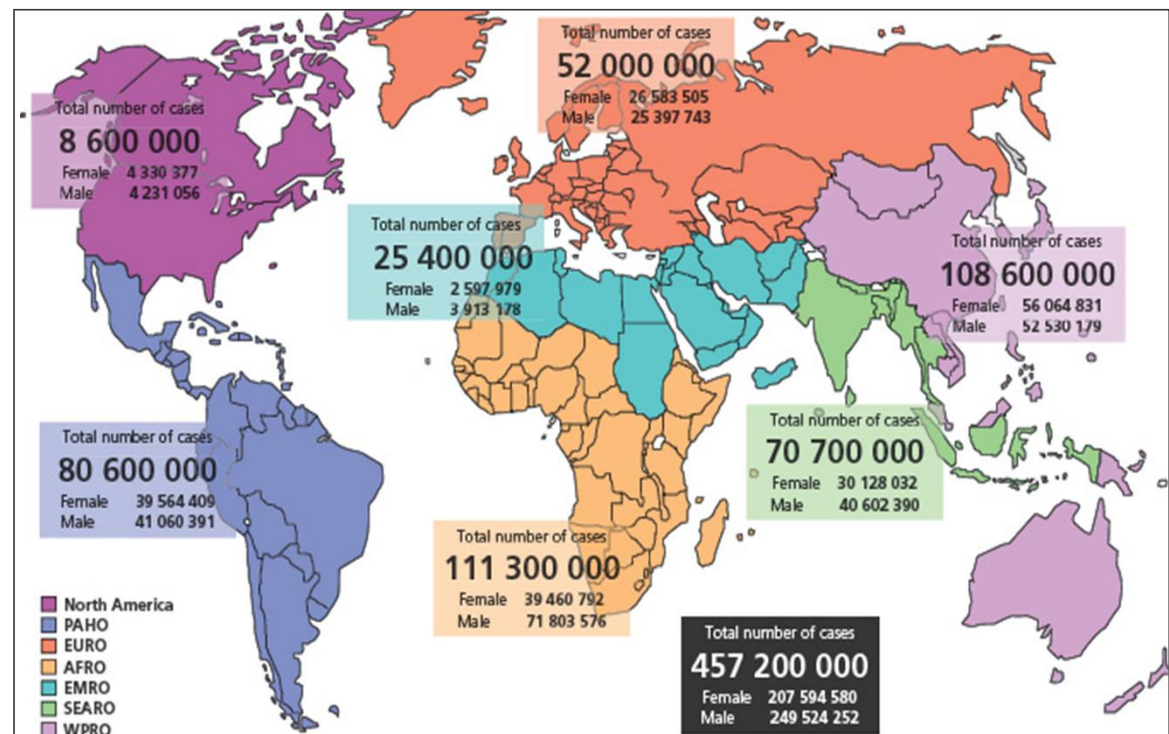 Total number of cases
52 000 000
Female 26 583 505
Male 25 397 743
Total number of cases
8 600 000
Female 4 330 377
Male 4 231 056
Total number of cases
25 400 000
Female 2 597 979
Male 3 913 178
Total number of cases
108 600 000
Female 56 064 831
Male 52 530 179
Total number of cases
80 600 000
Female 39 564 409
Male 41 060 391
Total number of cases
70 700 000
Female 30 128 032
Male 40 602 390
Total number of cases
111 300 000
Female 39 460 792
Male 71 803 576
North America
PAHO
EURO
AFRO
EMRO
SEARO
WPRO
Total number of cases
457 200 000
Female 207 594 580
Male 249 524 252